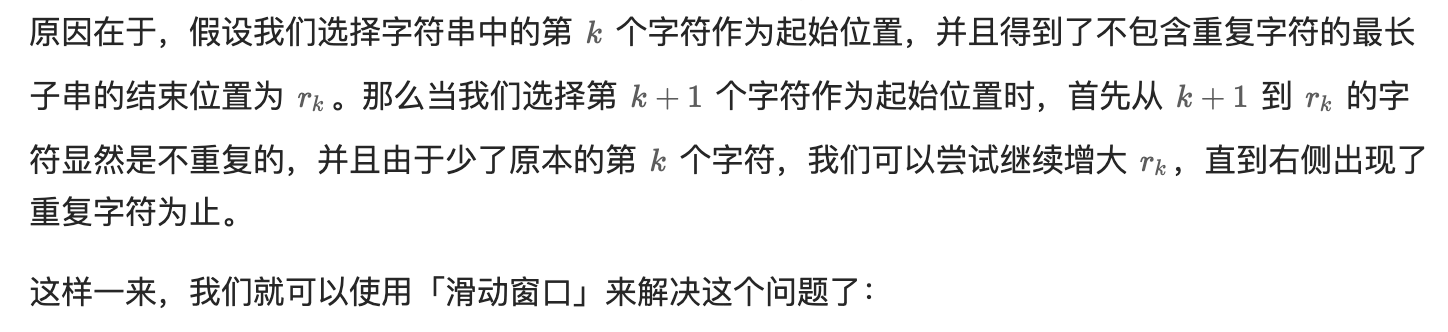 原因在于，假设我们选择字符串中的第 k 个字符作为起始位置，并且得到了不包含重复字符的最长
子串的结束位置为 rₖ。那么当我们选择第 k + 1 个字符作为起始位置时，首先从 k + 1 到 rₖ 的字
符显然是不重复的，并且由于少了原本的第 k 个字符，我们可以尝试继续增大 rₖ，直到右侧出现了
重复字符为止。
这样一来，我们就可以使用「滑动窗口」来解决这个问题了：